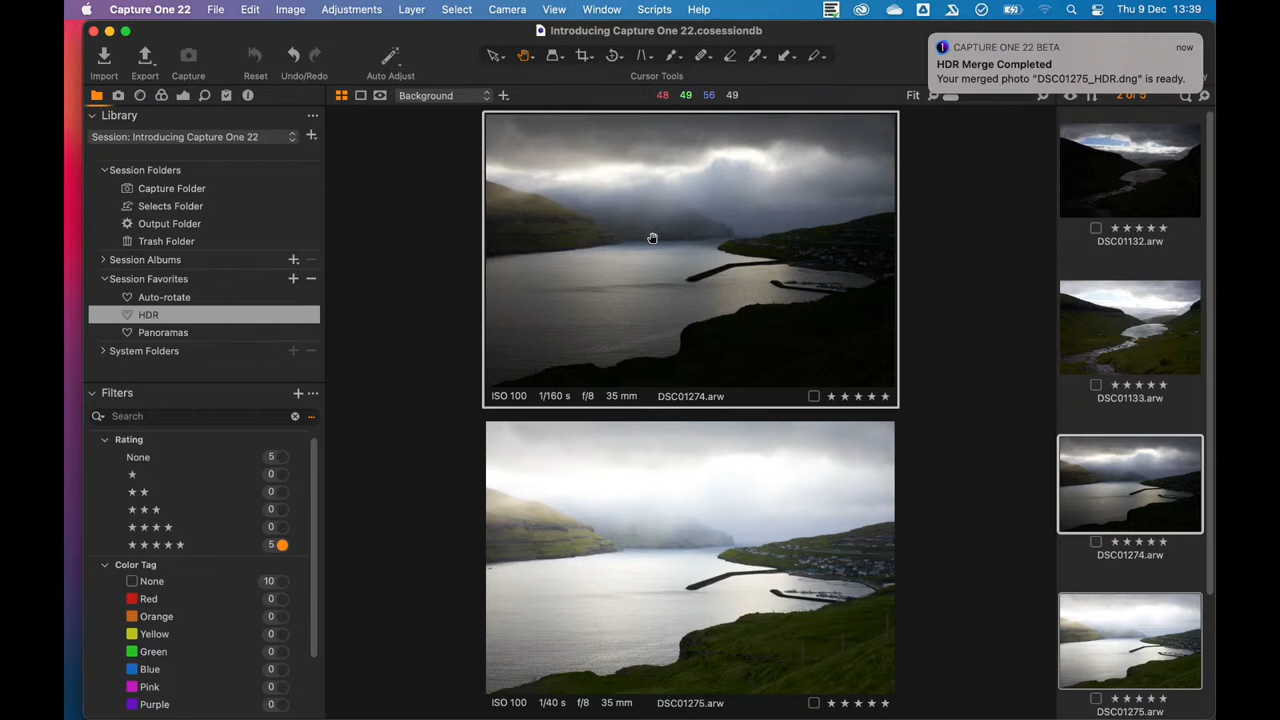 Capture One 22 File Edit Image Adjustments Layer Select Camera View Window Scripts Help Thu 9 Dec 13:39
Introducing Capture One 22.cosessiondb
CAPTURE ONE 22 BETA now
HDR Merge Completed
Your merged photo "DSC01275_HDR.dng" is ready.
Import Export Capture Reset Undo/Redo Auto Adjust Cursor Tools
Background 48 49 56 49 Fit 2 of 5
Library
Session: Introducing Capture One 22
Session Folders
Capture Folder
Selects Folder
Output Folder
Trash Folder
Session Albums
Session Favorites
Auto-rotate
HDR
Panoramas
System Folders
Filters
Search
Rating
None 5
★ 0
★ ★ 0
★ ★ ★ 0
★ ★ ★ ★ 0
★ ★ ★ ★ ★ 5
Color Tag
None 10
Red 0
Orange 0
Yellow 0
Green 0
Blue 0
Pink 0
Purple 0
ISO 100 1/160 s f/8 35 mm DSC01274.arw
ISO 100 1/40 s f/8 35 mm DSC01275.arw
DSC01132.arw
DSC01133.arw
DSC01274.arw
DSC01275.arw